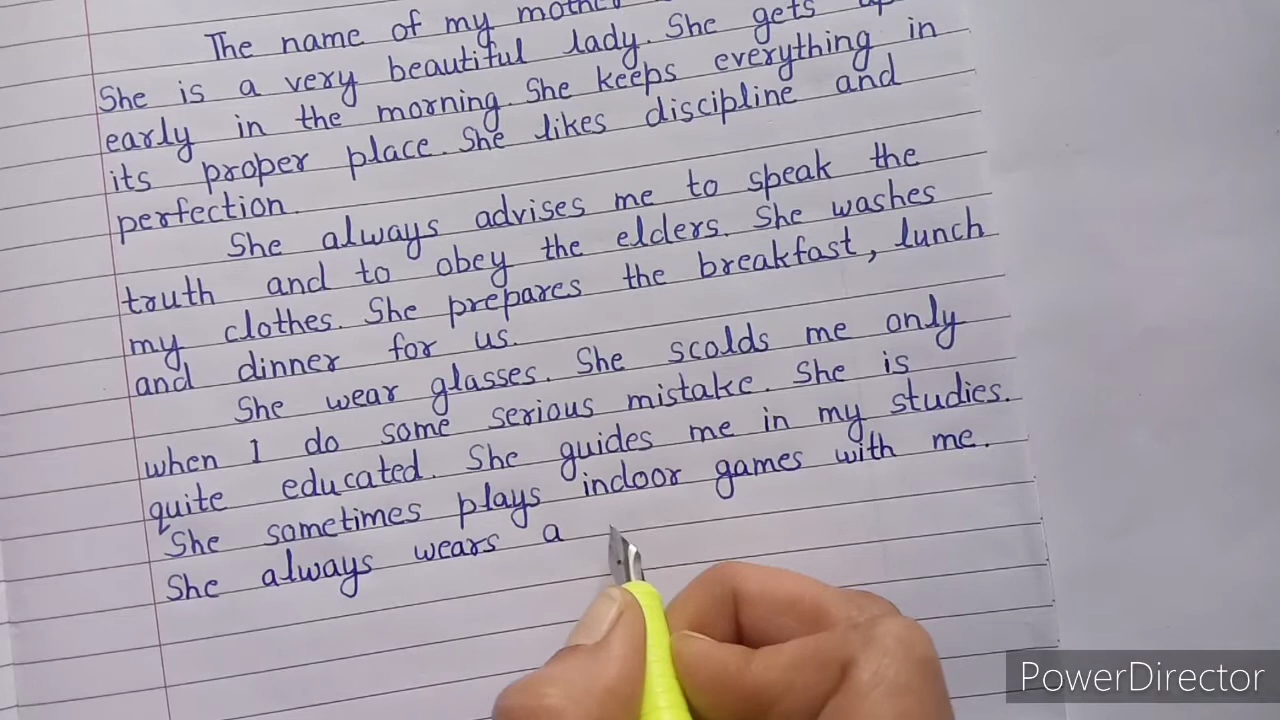 The name of my mother
She is a very beautiful lady. She gets up
early in the morning. She keeps everything in
its proper place. She likes discipline and
perfection.
She always advises me to speak the
truth and to obey the elders. She washes
my clothes. She prepares the breakfast, lunch
and dinner for us.
She wear glasses. She scolds me only
when I do some serious mistake. She is
quite educated. She guides me in my studies.
She sometimes plays indoor games with me.
She always wears a
PowerDirector